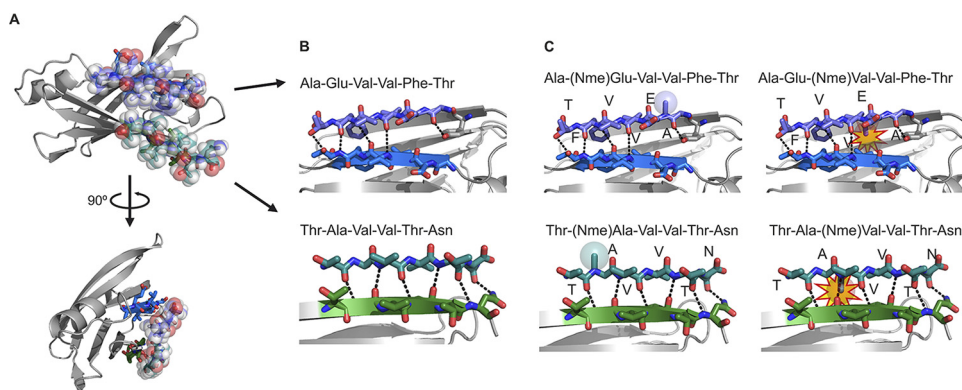 A
B
C
Ala-Glu-Val-Val-Phe-Thr
Ala-(Nme)Glu-Val-Val-Phe-Thr
Ala-Glu-(Nme)Val-Val-Phe-Thr
T V E
F V A
T V E
F V A
90º
Thr-Ala-Val-Val-Thr-Asn
Thr-(Nme)Ala-Val-Val-Thr-Asn
Thr-Ala-(Nme)Val-Val-Thr-Asn
A V N
T V T
A V N
T V T